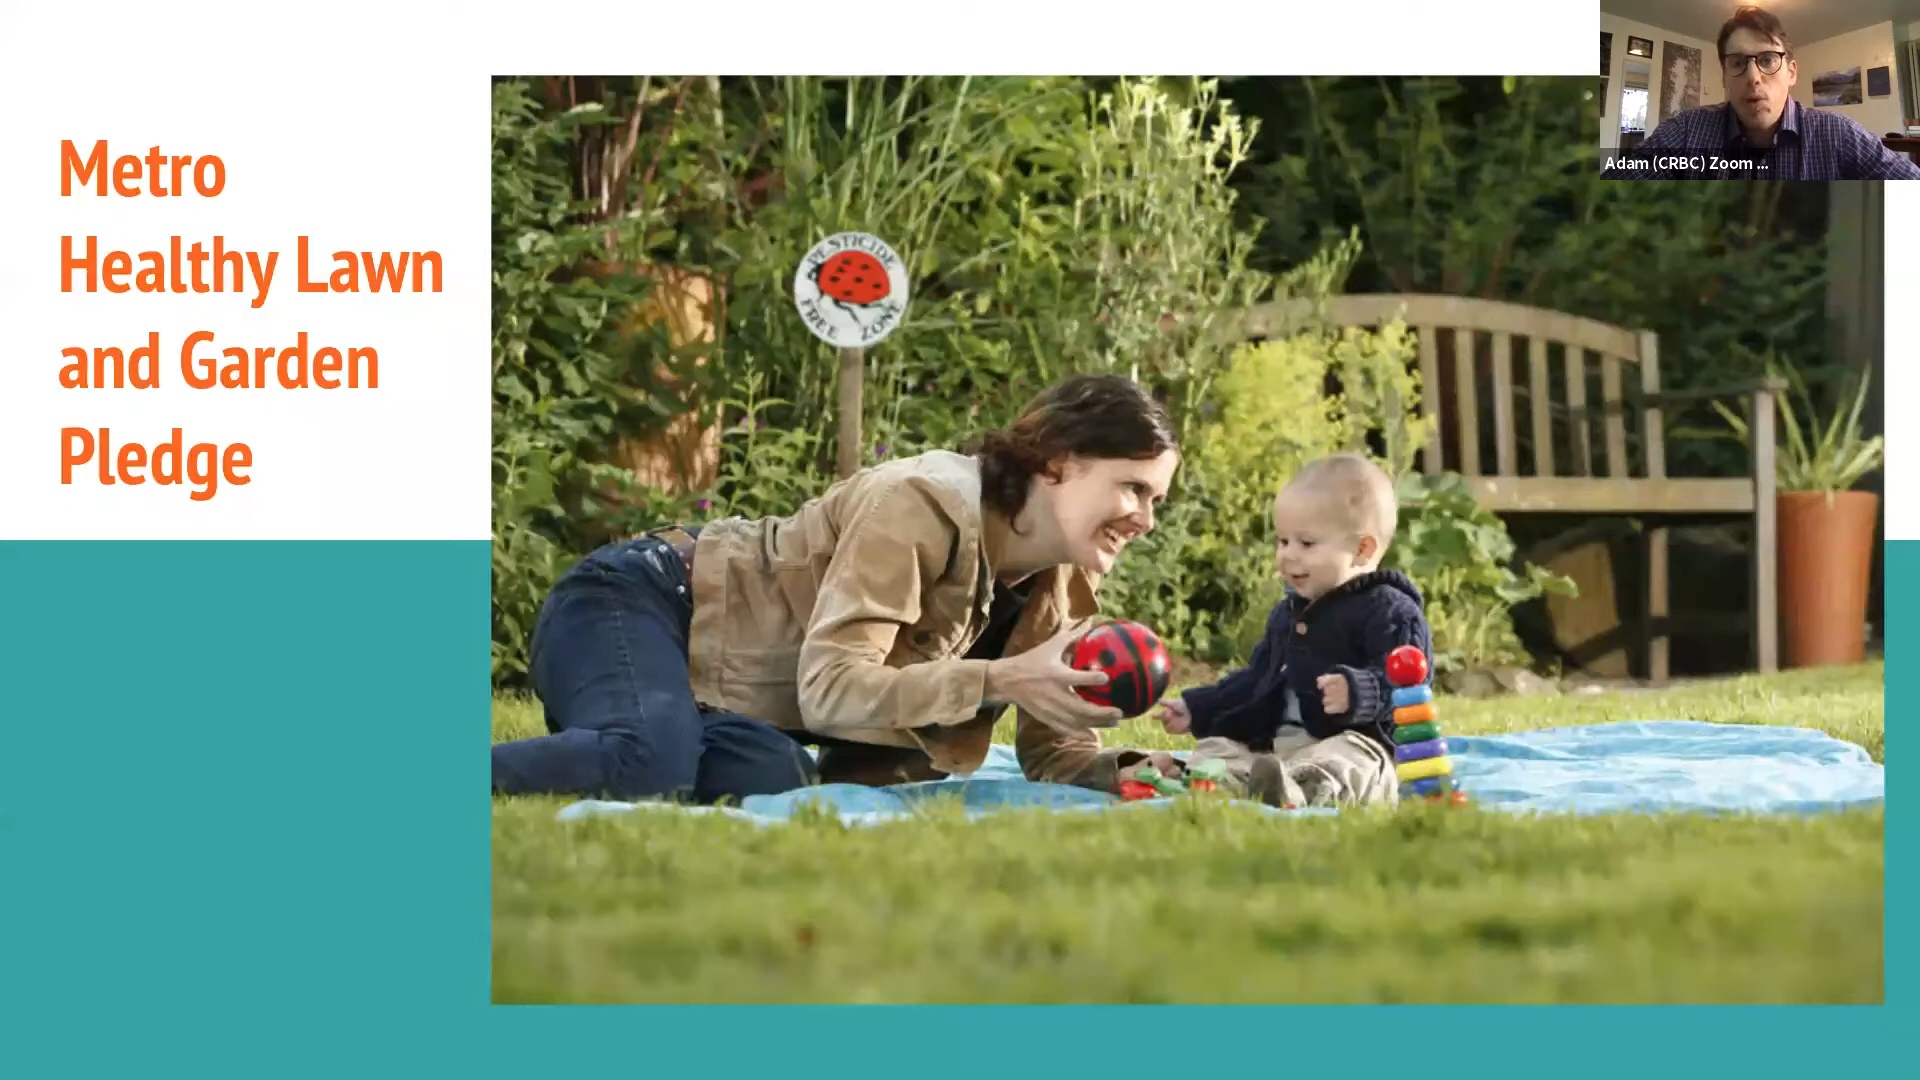 Metro
Healthy Lawn
and Garden
Pledge
PESTICIDE
FREE ZONE
Adam (CRBC) Zoom ...